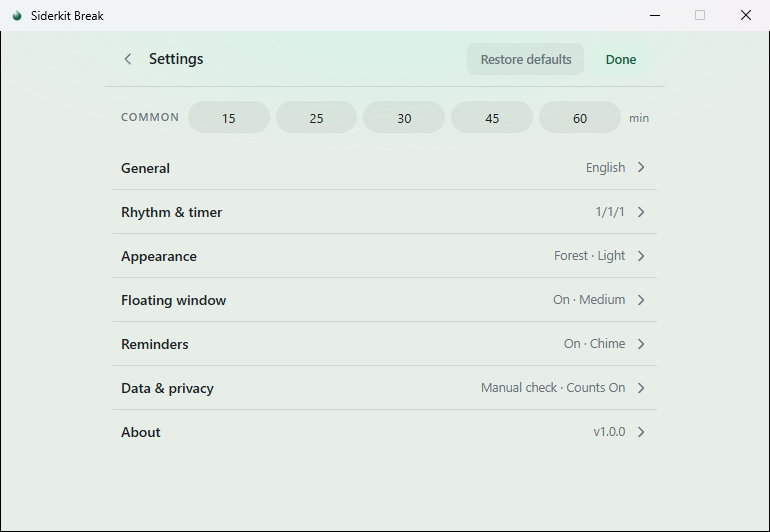 Siderkit Break
Settings Restore defaults Done
COMMON 15 25 30 45 60 min
General English
Rhythm & timer 1/1/1
Appearance Forest · Light
Floating window On · Medium
Reminders On · Chime
Data & privacy Manual check · Counts On
About v1.0.0